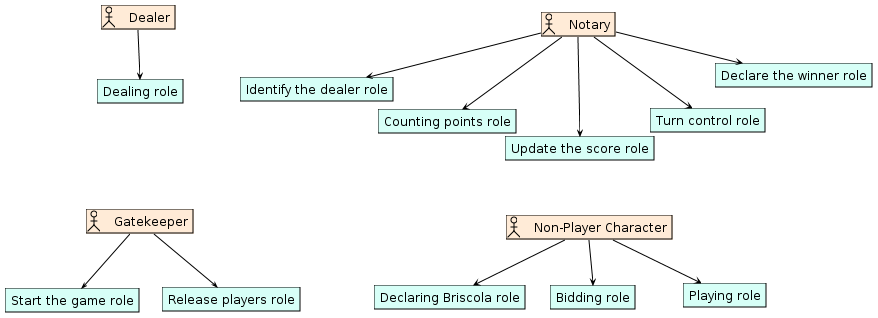 Dealer
Notary
Dealing role
Identify the dealer role
Counting points role
Update the score role
Turn control role
Declare the winner role
Gatekeeper
Non-Player Character
Start the game role
Release players role
Declaring Briscola role
Bidding role
Playing role